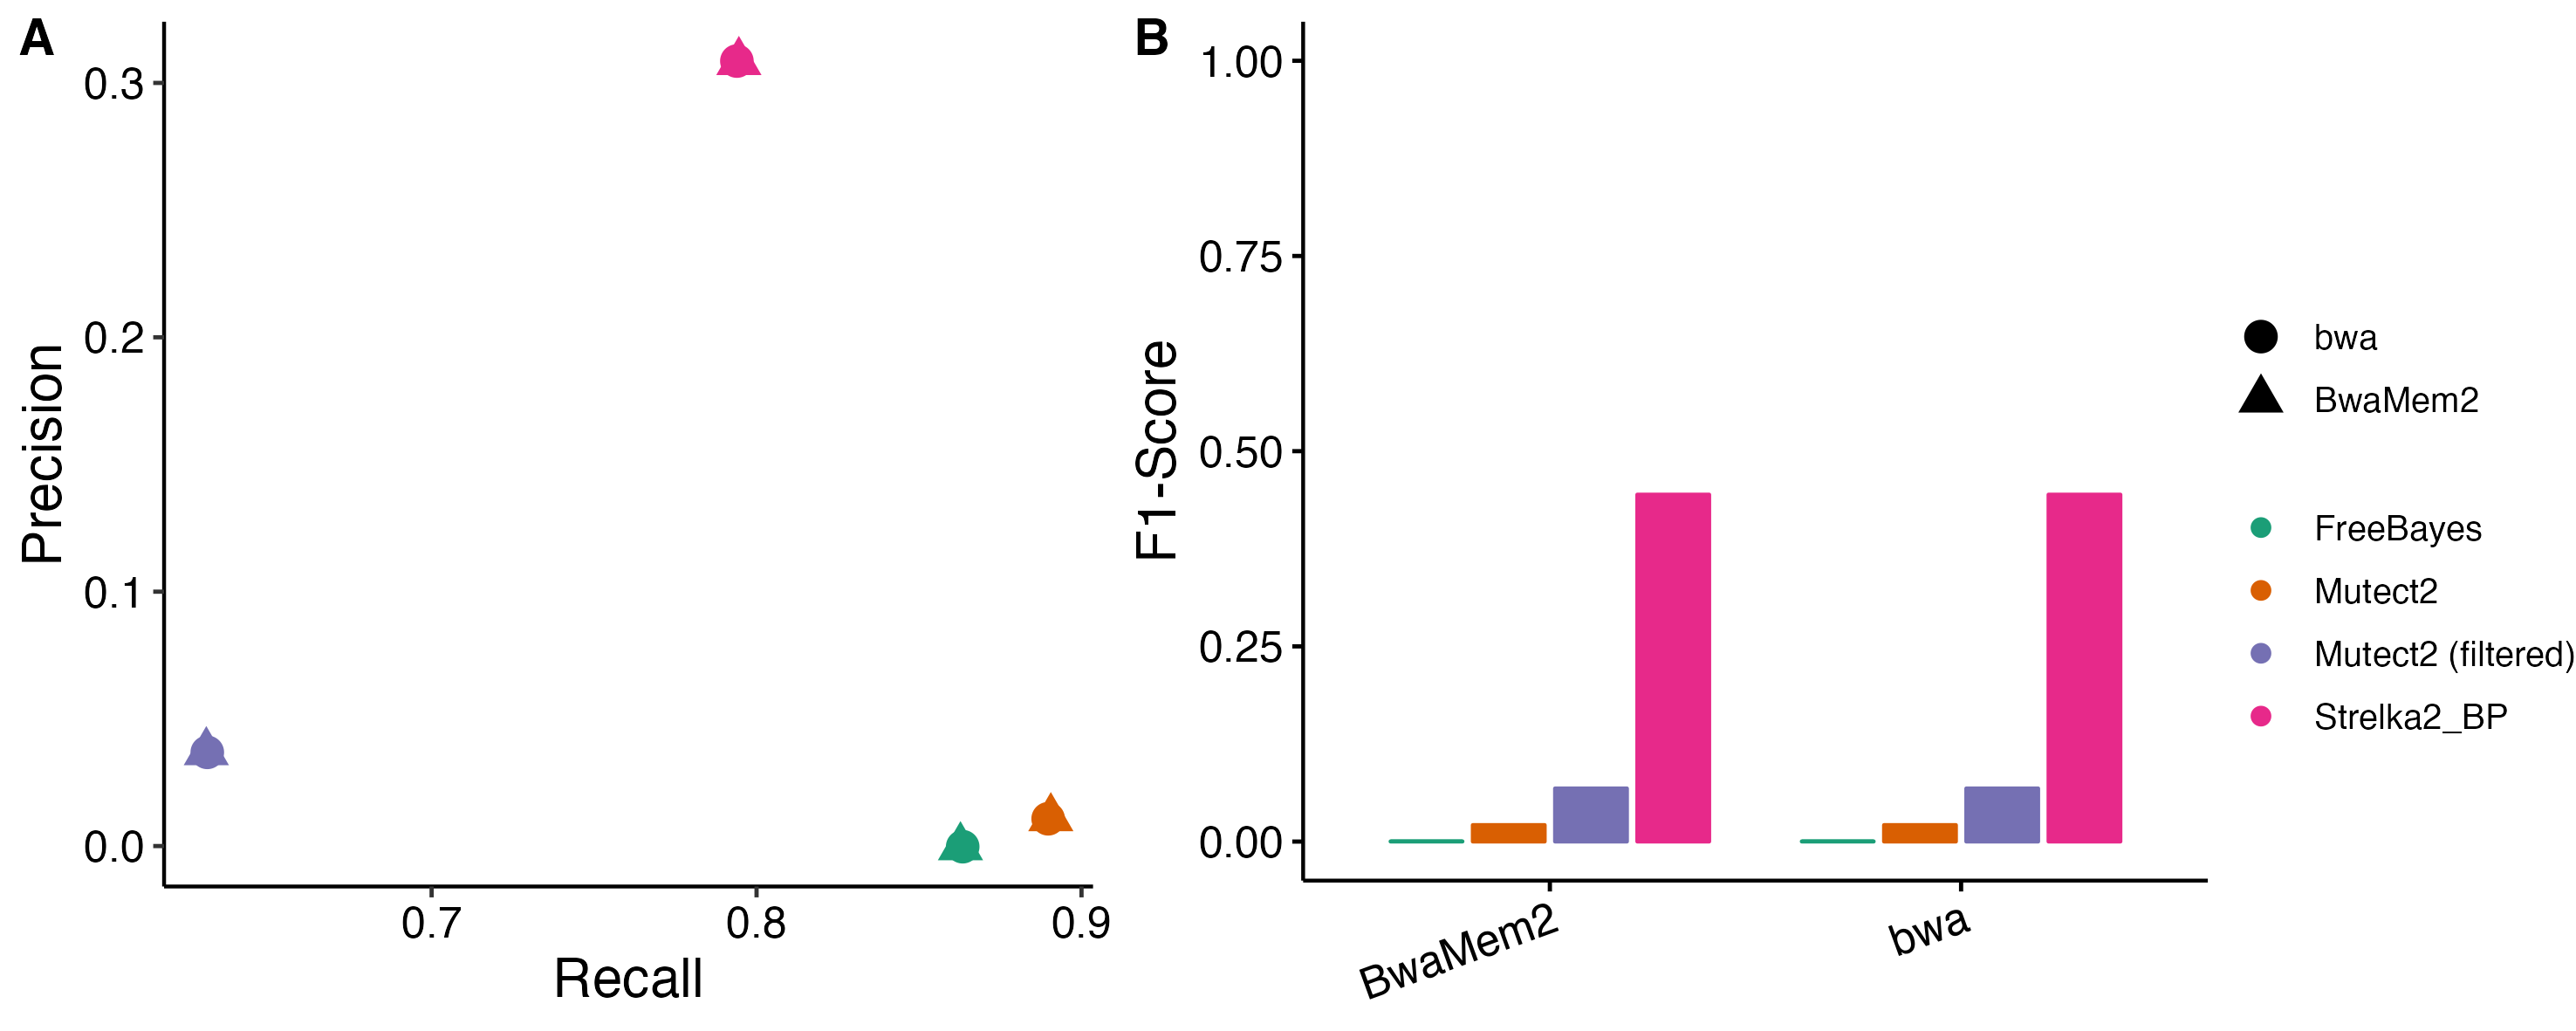 A
0.3
0.2
0.1
0.0
Precision
0.7
0.8
0.9
Recall
B
1.00
0.75
0.50
0.25
0.00
F1-Score
BwaMem2
bwa
bwa
BwaMem2
FreeBayes
Mutect2
Mutect2 (filtered)
Strelka2_BP